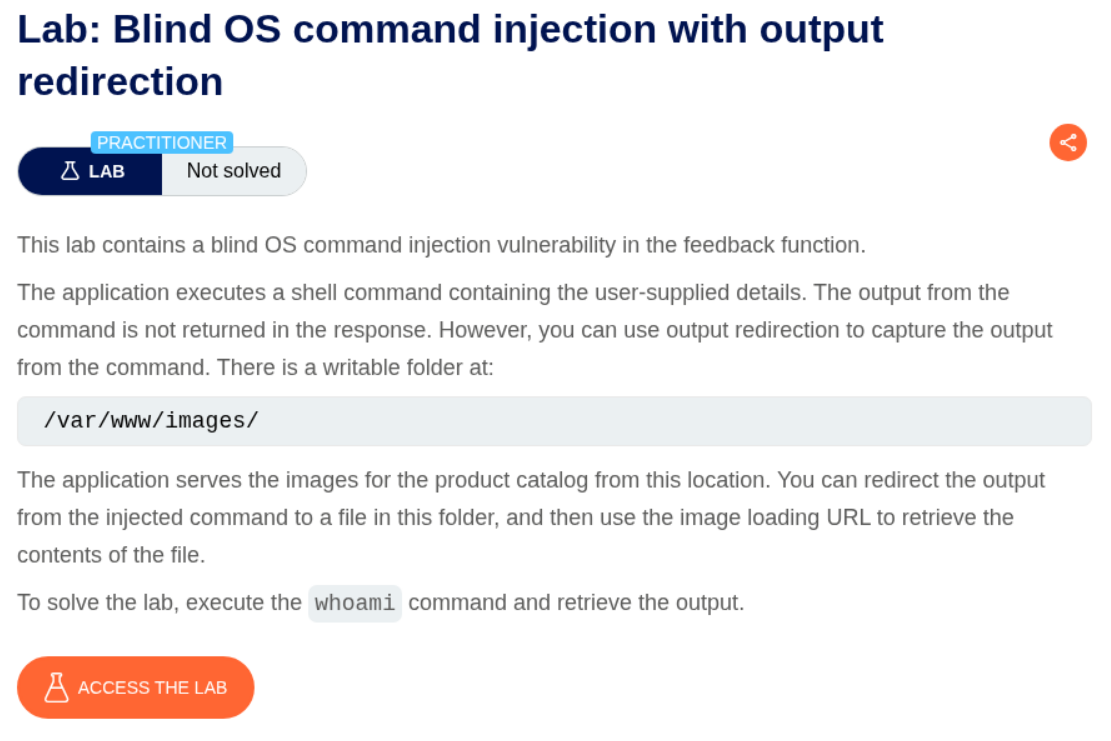 Lab: Blind OS command injection with output
redirection
PRACTITIONER
LAB
Not solved
This lab contains a blind OS command injection vulnerability in the feedback function.
The application executes a shell command containing the user-supplied details. The output from the
command is not returned in the response. However, you can use output redirection to capture the output
from the command. There is a writable folder at:
/var/www/images/
The application serves the images for the product catalog from this location. You can redirect the output
from the injected command to a file in this folder, and then use the image loading URL to retrieve the
contents of the file.
To solve the lab, execute the whoami command and retrieve the output.
ACCESS THE LAB